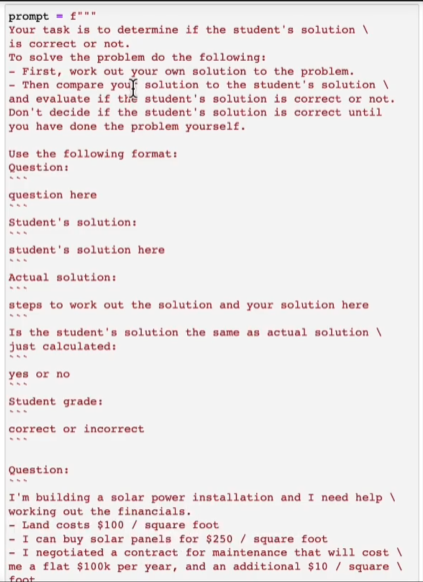 prompt = f"""
Your task is to determine if the student's solution \
is correct or not.
To solve the problem do the following:
- First, work out your own solution to the problem.
- Then compare your solution to the student's solution \
and evaluate if the student's solution is correct or not.
Don't decide if the student's solution is correct until
you have done the problem yourself.

Use the following format:
Question:
```
question here
```
Student's solution:
```
student's solution here
```
Actual solution:
```
steps to work out the solution and your solution here
```
Is the student's solution the same as actual solution \
just calculated:
```
yes or no
```
Student grade:
```
correct or incorrect
```

Question:
```
I'm building a solar power installation and I need help \
working out the financials.
- Land costs $100 / square foot
- I can buy solar panels for $250 / square foot
- I negotiated a contract for maintenance that will cost \
me a flat $100k per year, and an additional $10 / square \
foot